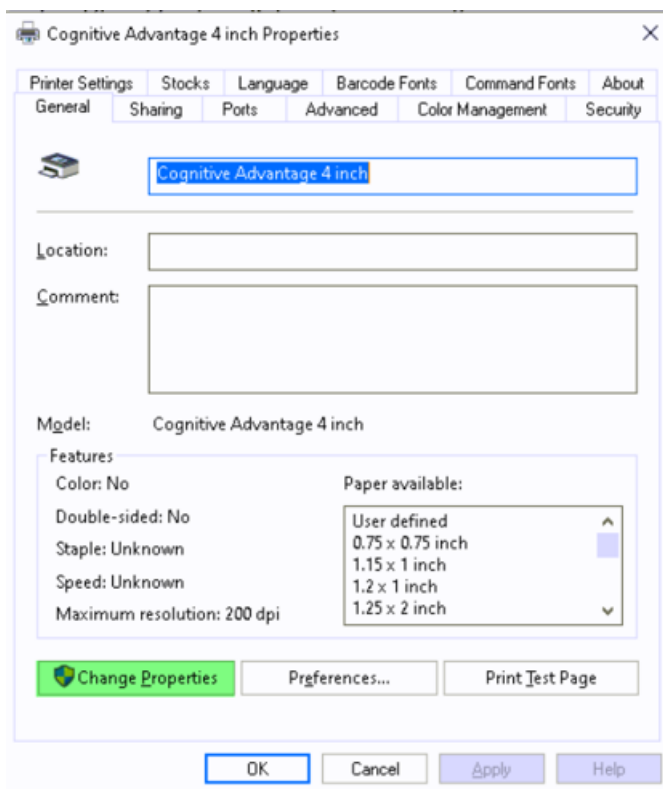 Cognitive Advantage 4 inch Properties
Printer Settings Stocks Language Barcode Fonts Command Fonts About
General Sharing Ports Advanced Color Management Security
Cognitive Advantage 4 inch
Location:
Comment:
Model: Cognitive Advantage 4 inch
Features
Color: No
Paper available:
Double-sided: No
User defined
Staple: Unknown
0.75 x 0.75 inch
1.15 x 1 inch
Speed: Unknown
1.2 x 1 inch
Maximum resolution: 200 dpi
1.25 x 2 inch
Change Properties Preferences... Print Test Page
OK Cancel Apply Help